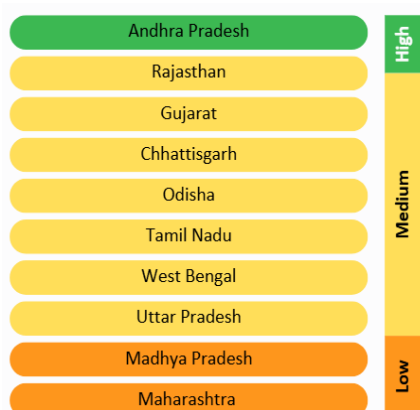 Andhra Pradesh
Rajasthan
Gujarat
Chhattisgarh
Odisha
Tamil Nadu
West Bengal
Uttar Pradesh
Madhya Pradesh
Maharashtra
High
Medium
Low